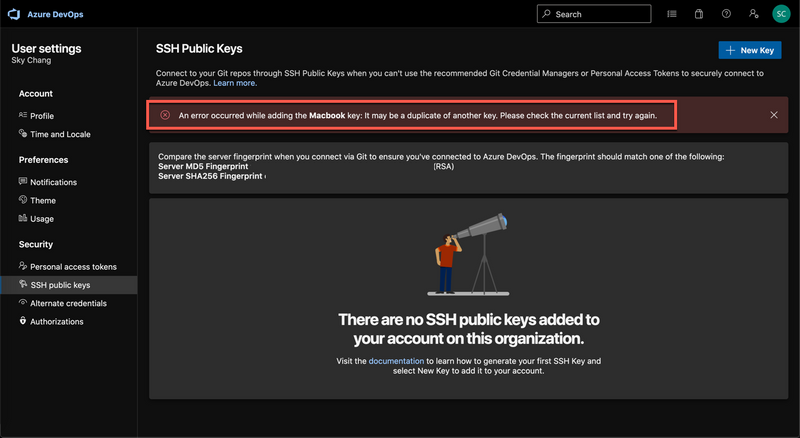 Azure DevOps
Search
SC
User settings
Sky Chang
Account
Profile
Time and Locale
Preferences
Notifications
Theme
Usage
Security
Personal access tokens
SSH public keys
Alternate credentials
Authorizations
SSH Public Keys
New Key
Connect to your Git repos through SSH Public Keys when you can't use the recommended Git Credential Managers or Personal Access Tokens to securely connect to
Azure DevOps. Learn more.
An error occurred while adding the Macbook key: It may be a duplicate of another key. Please check the current list and try again.
Compare the server fingerprint when you connect via Git to ensure you've connected to Azure DevOps. The fingerprint should match one of the following:
Server MD5 Fingerprint (RSA)
Server SHA256 Fingerprint
There are no SSH public keys added to
your account on this organization.
Visit the documentation to learn how to generate your first SSH Key and
select New Key to add it to your account.